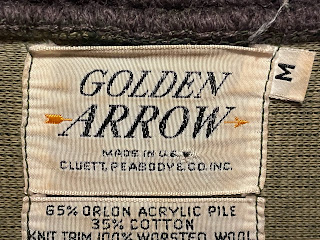 GOLDEN
ARROW
M
MADE IN U.S.A.
CLUETT, PEABODY & CO. INC.
65% ORLON ACRYLIC PILE
35% COTTON
KNIT TRIM 100% WORSTED WOOL